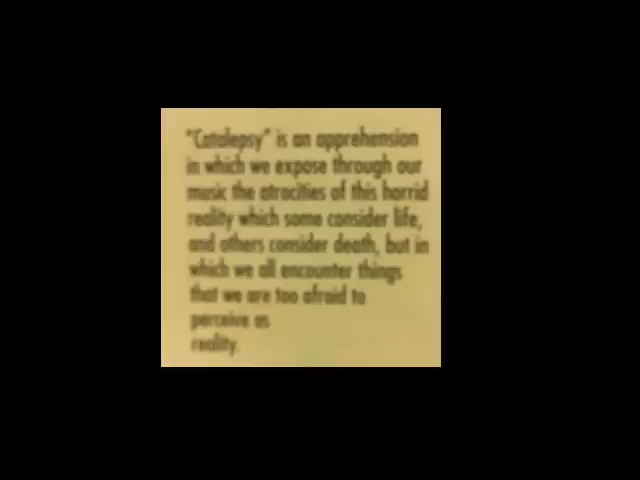 "Catalepsy" is an apprehension
in which we expose through our
music the atrocities of this horrid
reality which some consider life,
and others consider death, but in
which we all encounter things
that we are too afraid to
perceive as
reality.